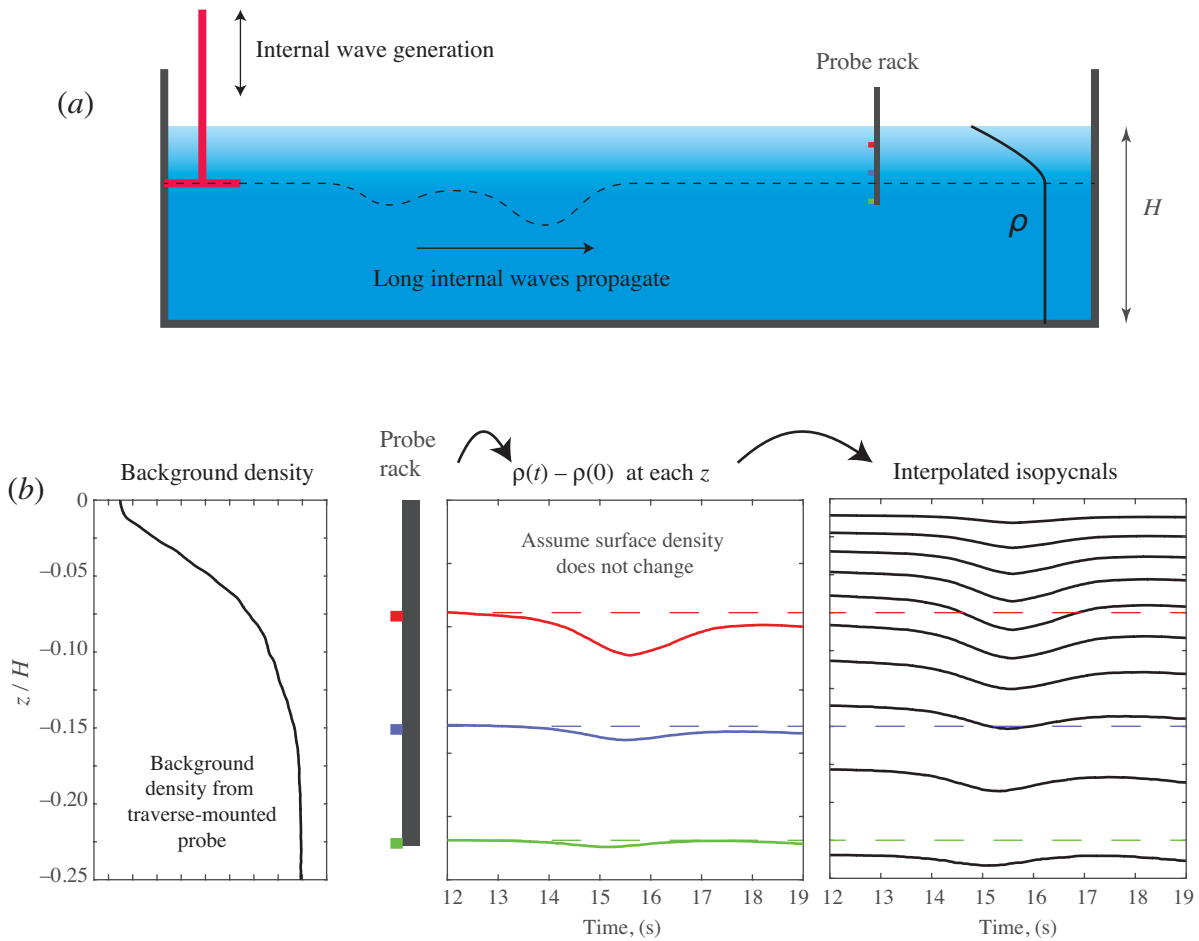 Internal wave generation
Probe rack
(a)
H
ρ
Long internal waves propagate
Probe
rack
Background density
ρ(t) – ρ(0) at each z
Interpolated isopycnals
(b)
0
–0.05
–0.10
–0.15
–0.20
–0.25
z / H
Background
density from
traverse-mounted
probe
Assume surface density
does not change
12 13 14 15 16 17 18 19
Time, (s)
12 13 14 15 16 17 18 19
Time, (s)